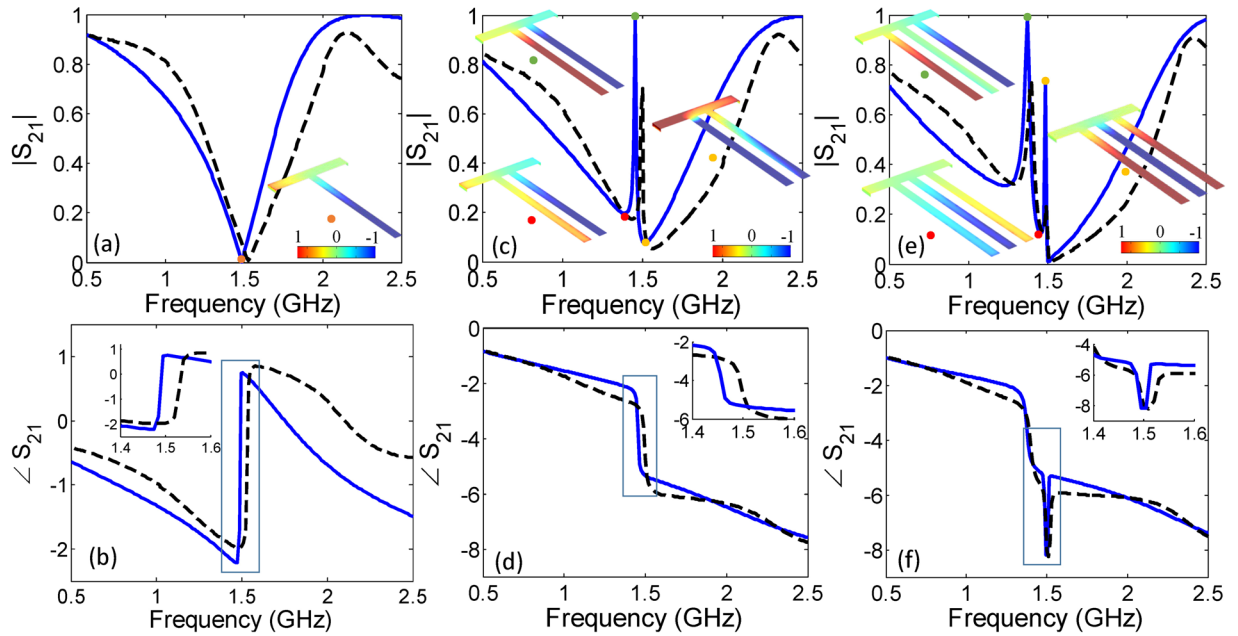 |S21|
1
0.8
0.6
0.4
0.2
0
(a)
1 0 -1
0.5 1 1.5 2 2.5
Frequency (GHz)
|S21|
1
0.8
0.6
0.4
0.2
0
(c)
1 0 -1
0.5 1 1.5 2 2.5
Frequency (GHz)
|S21|
1
0.8
0.6
0.4
0.2
0
(e)
1 0 -1
0.5 1 1.5 2 2.5
Frequency (GHz)
∠ S21
1
0
-1
-2
1
0
-1
-2
1.4 1.5 1.6
(b)
0.5 1 1.5 2 2.5
Frequency (GHz)
∠ S21
0
-2
-4
-6
-8
-2
-4
-6
1.4 1.5 1.6
(d)
0.5 1 1.5 2 2.5
Frequency (GHz)
∠ S21
0
-2
-4
-6
-8
-4
-6
-8
1.4 1.5 1.6
(f)
0.5 1 1.5 2 2.5
Frequency (GHz)